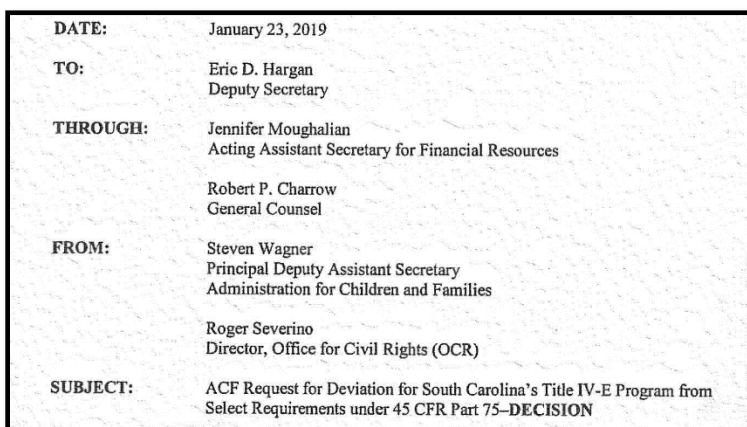 DATE: January 23, 2019
TO: Eric D. Hargan
Deputy Secretary
THROUGH: Jennifer Moughalian
Acting Assistant Secretary for Financial Resources
Robert P. Charrow
General Counsel
FROM: Steven Wagner
Principal Deputy Assistant Secretary
Administration for Children and Families
Roger Severino
Director, Office for Civil Rights (OCR)
SUBJECT: ACF Request for Deviation for South Carolina's Title IV-E Program from
Select Requirements under 45 CFR Part 75–DECISION